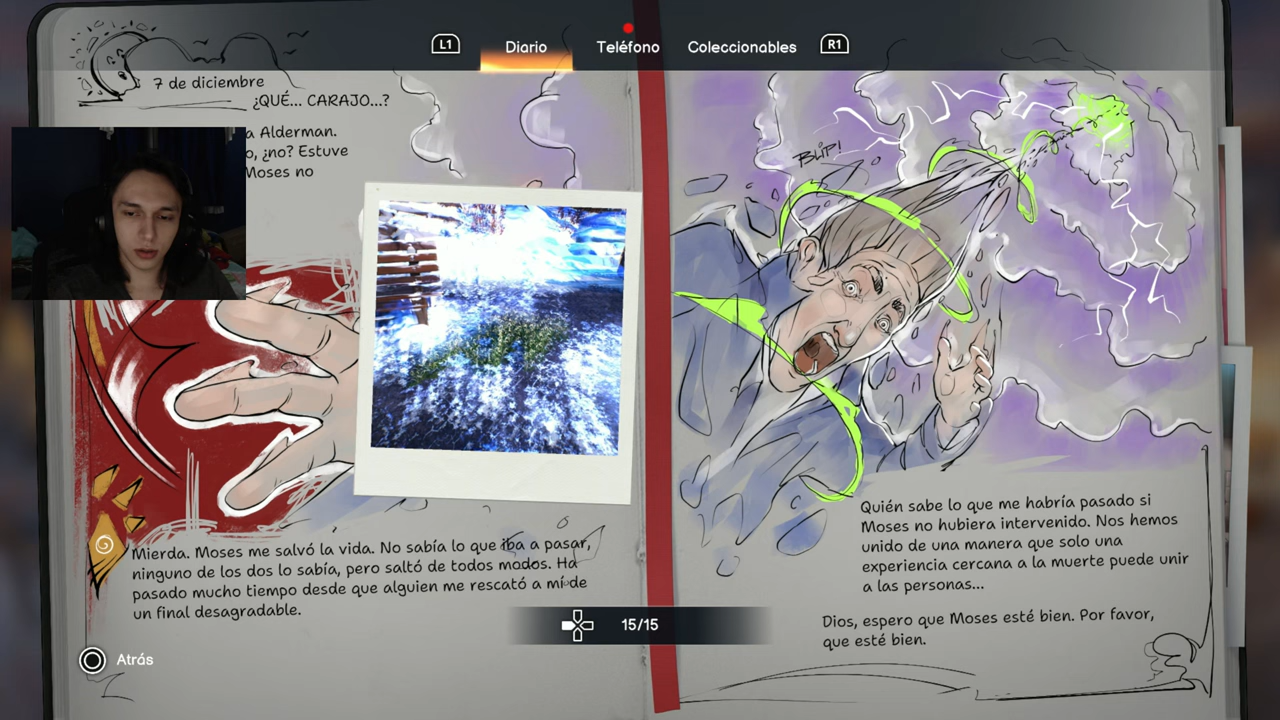 L1
Diario
Teléfono
Coleccionables
R1
7 de diciembre
¿QUÉ... CARAJO...?
a Alderman.
o, ¿no? Estuve
Moses no
BLIP!
Mierda. Moses me salvó la vida. No sabía lo que iba a pasar,
ninguno de los dos lo sabía, pero saltó de todos modos. Ha
pasado mucho tiempo desde que alguien me rescató a mí de
un final desagradable.
Quién sabe lo que me habría pasado si
Moses no hubiera intervenido. Nos hemos
unido de una manera que solo una
experiencia cercana a la muerte puede unir
a las personas...
Dios, espero que Moses esté bien. Por favor,
que esté bien.
15/15
Atrás